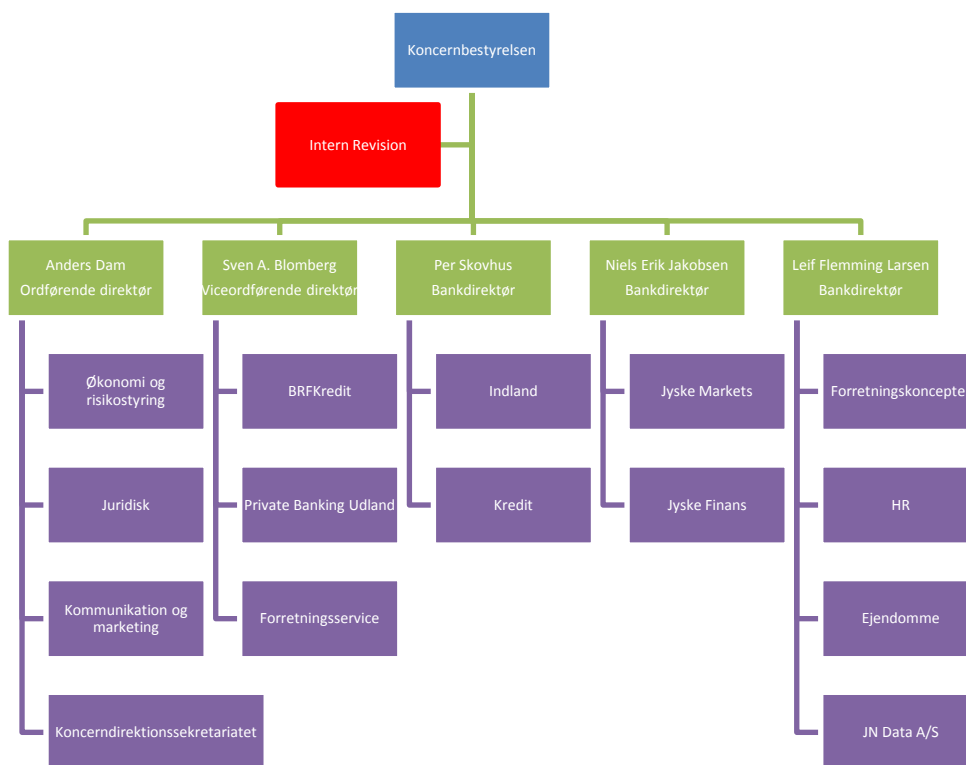 Koncernbestyrelsen
Intern Revision
Anders Dam
Ordførende direktør
Sven A. Blomberg
Viceordførende direktør
Per Skovhus
Bankdirektør
Niels Erik Jakobsen
Bankdirektør
Leif Flemming Larsen
Bankdirektør
Økonomi og
risikostyring
BRFKredit
Indland
Jyske Markets
Forretningskoncepte
Juridisk
Private Banking Udland
Kredit
Jyske Finans
HR
Kommunikation og
marketing
Forretningsservice
Ejendomme
Koncerndirektionssekretariatet
JN Data A/S